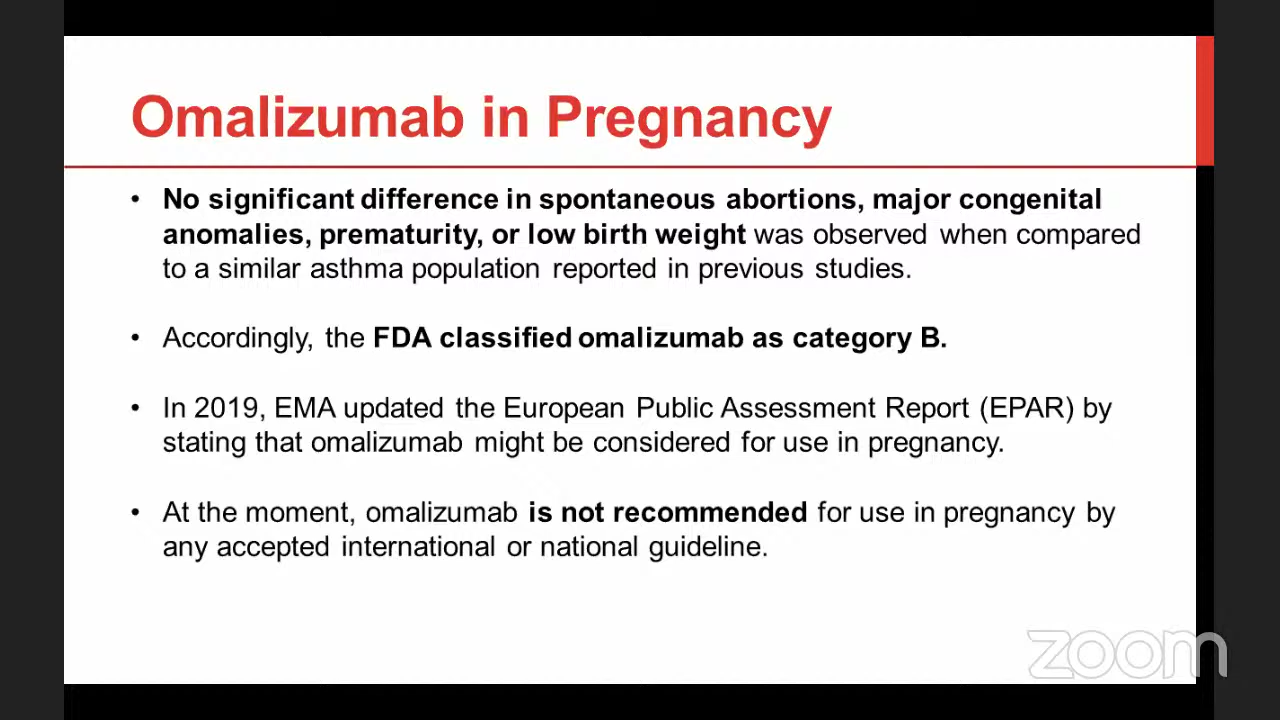 Omalizumab in Pregnancy
• No significant difference in spontaneous abortions, major congenital
anomalies, prematurity, or low birth weight was observed when compared
to a similar asthma population reported in previous studies.
• Accordingly, the FDA classified omalizumab as category B.
• In 2019, EMA updated the European Public Assessment Report (EPAR) by
stating that omalizumab might be considered for use in pregnancy.
• At the moment, omalizumab is not recommended for use in pregnancy by
any accepted international or national guideline.
zoom